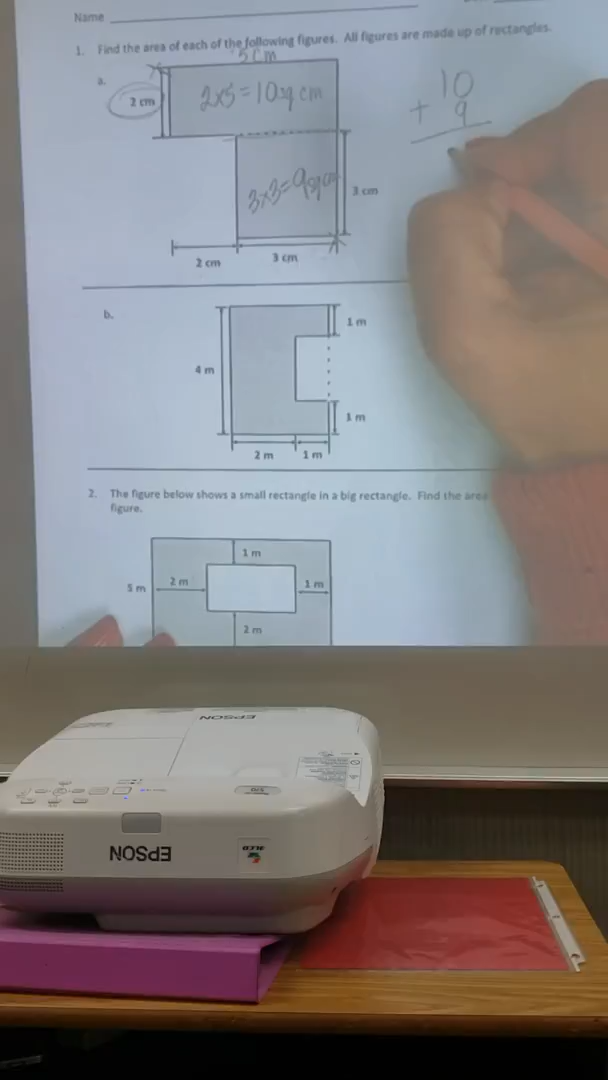 Name
1. Find the area of each of the following figures. All figures are made up of rectangles.
5 cm
a.
2 cm
2x5=10sq cm
10
+ 9
3x3=9sq cm
3 cm
2 cm
3 cm
b.
1 m
4 m
1 m
2 m
1 m
2. The figure below shows a small rectangle in a big rectangle. Find the area
figure.
1 m
5 m
2 m
1 m
2 m
EPSON
EPSON
3LCD